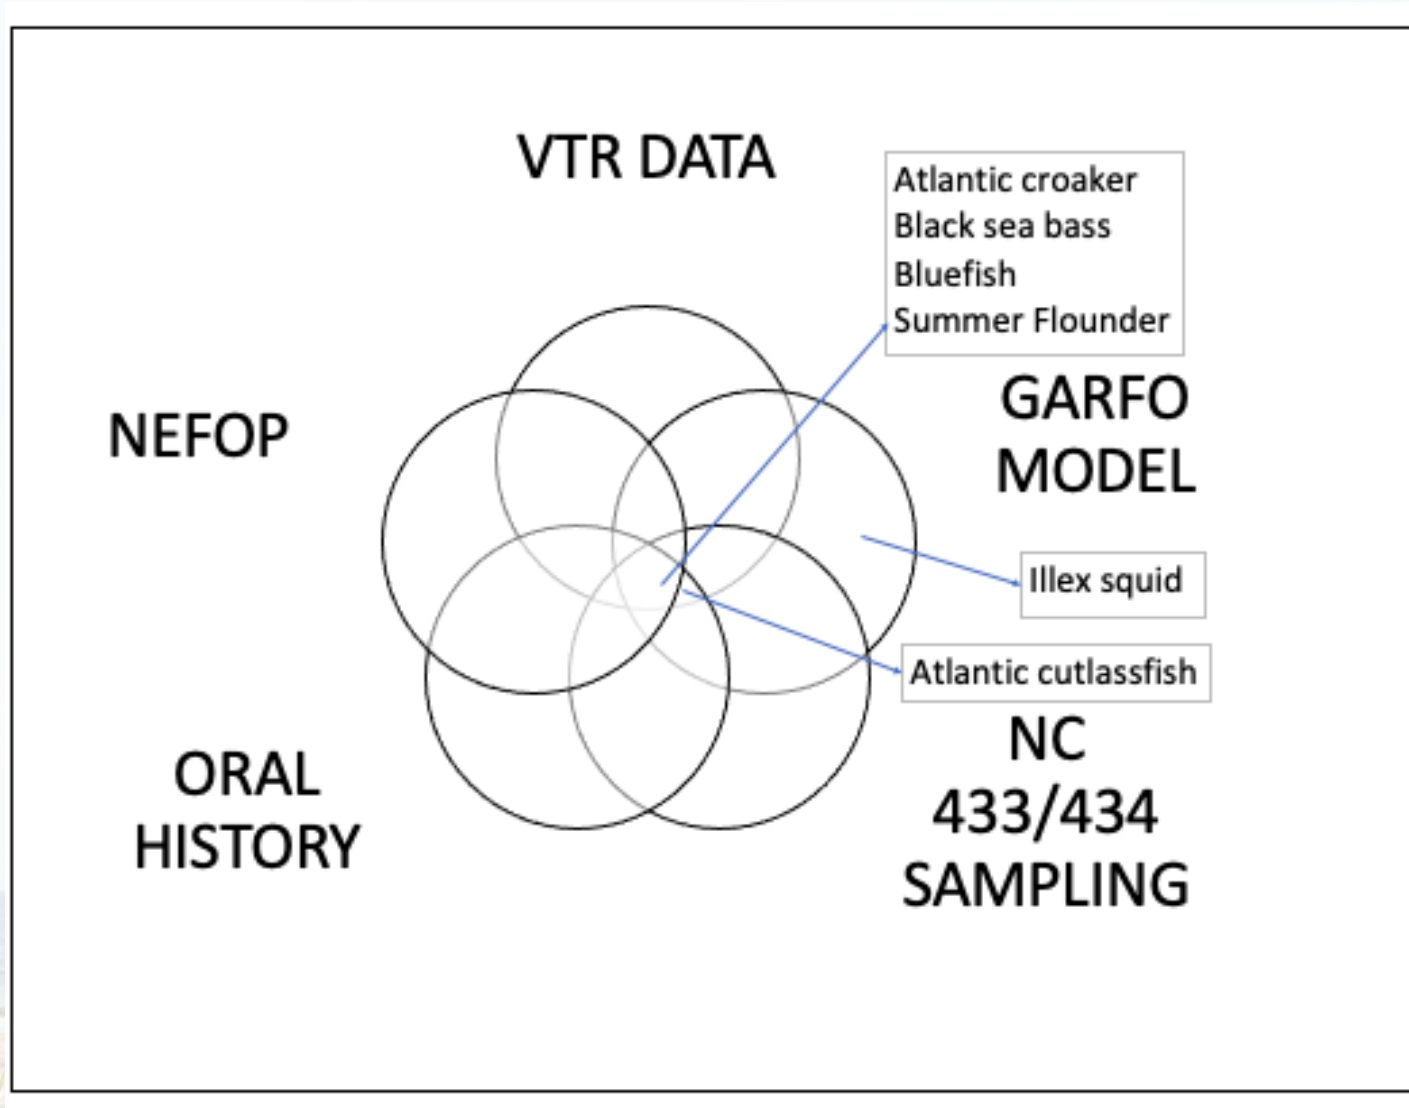 VTR DATA
Atlantic croaker
Black sea bass
Bluefish
Summer Flounder
NEFOP
GARFO
MODEL
Illex squid
Atlantic cutlassfish
ORAL
HISTORY
NC
433/434
SAMPLING